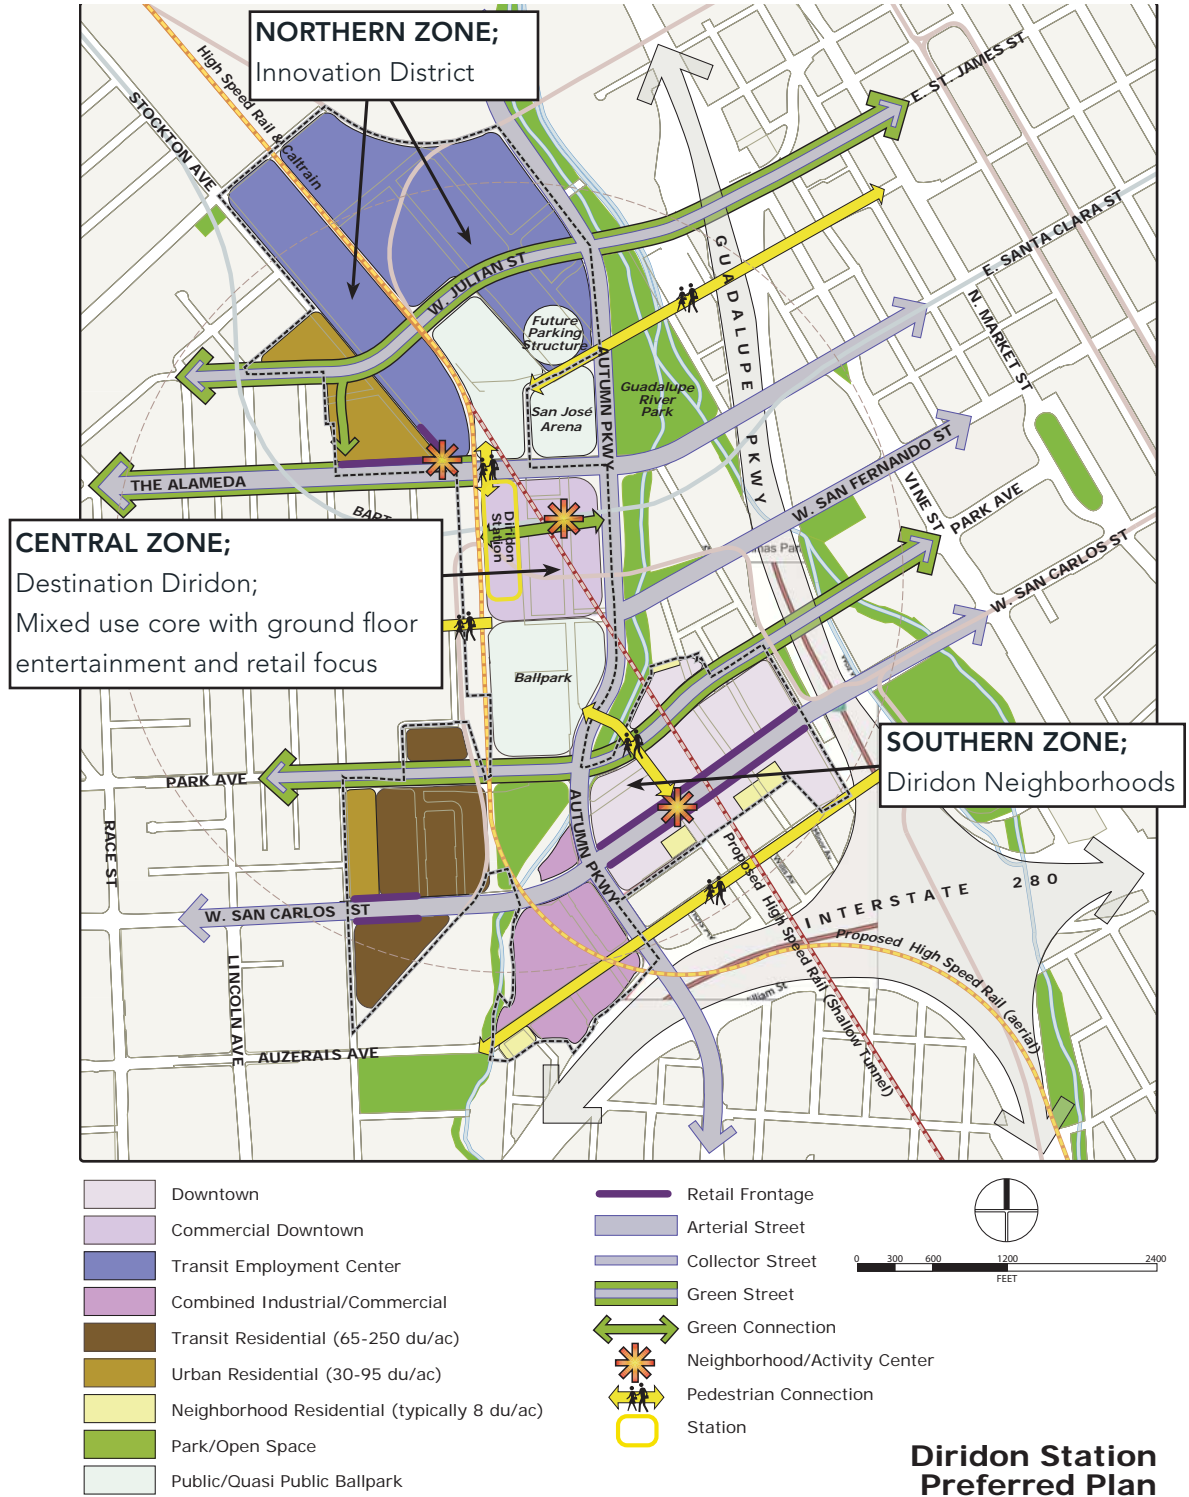 NORTHERN ZONE;
Innovation District
High Speed Rail & Caltrain
STOCKTON AVE
E. ST. JAMES ST
E. SANTA CLARA ST
GUADALUPE PKWY
N. MARKET ST
W. JULIAN ST
Future
Parking
Structure
AUTUMN PKWY
Guadalupe
River
Park
San José
Arena
THE ALAMEDA
W. SAN FERNANDO ST
VINE ST
PARK AVE
W. SAN CARLOS ST
Diridon
Station
CENTRAL ZONE;
Destination Diridon;
Mixed use core with ground floor
entertainment and retail focus
Ballpark
SOUTHERN ZONE;
Diridon Neighborhoods
PARK AVE
RACE ST
AUTUMN PKWY
W. SAN CARLOS ST
LINCOLN AVE
AUZERAIS AVE
INTERSTATE 280
Proposed High Speed Rail (Shallow Tunnel)
Proposed High Speed Rail (aerial)
Downtown
Commercial Downtown
Transit Employment Center
Combined Industrial/Commercial
Transit Residential (65-250 du/ac)
Urban Residential (30-95 du/ac)
Neighborhood Residential (typically 8 du/ac)
Park/Open Space
Public/Quasi Public Ballpark
Retail Frontage
Arterial Street
Collector Street
Green Street
Green Connection
Neighborhood/Activity Center
Pedestrian Connection
Station
0 300 600 1200 2400
FEET
Diridon Station
Preferred Plan